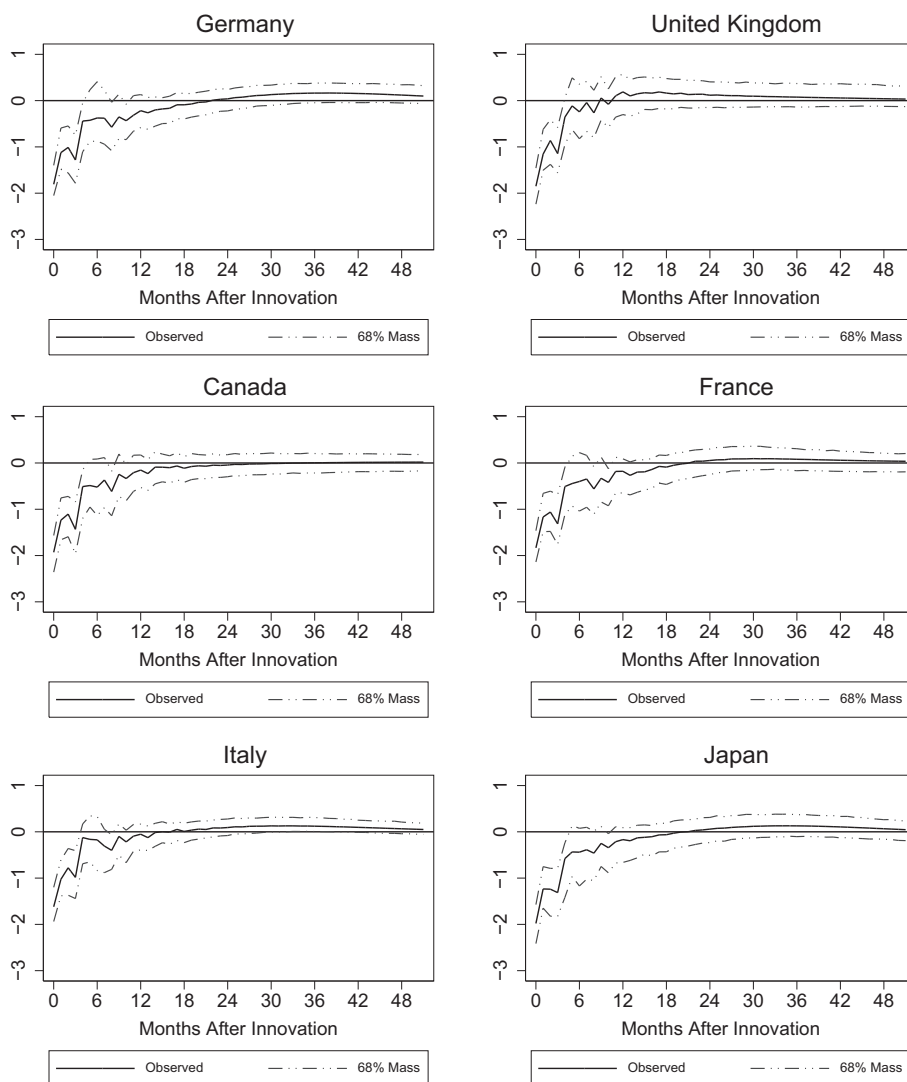 Germany
1
0
−1
−2
−3
0 6 12 18 24 30 36 42 48
Months After Innovation
Observed 68% Mass
United Kingdom
1
0
−1
−2
−3
0 6 12 18 24 30 36 42 48
Months After Innovation
Observed 68% Mass
Canada
1
0
−1
−2
−3
0 6 12 18 24 30 36 42 48
Months After Innovation
Observed 68% Mass
France
1
0
−1
−2
−3
0 6 12 18 24 30 36 42 48
Months After Innovation
Observed 68% Mass
Italy
1
0
−1
−2
−3
0 6 12 18 24 30 36 42 48
Months After Innovation
Observed 68% Mass
Japan
1
0
−1
−2
−3
0 6 12 18 24 30 36 42 48
Months After Innovation
Observed 68% Mass